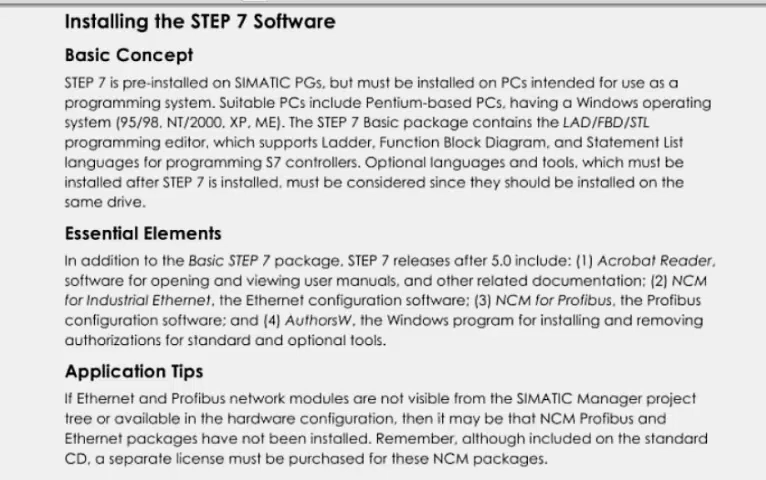 Installing the STEP 7 Software
Basic Concept
STEP 7 is pre-installed on SIMATIC PGs, but must be installed on PCs intended for use as a
programming system. Suitable PCs include Pentium-based PCs, having a Windows operating
system (95/98, NT/2000, XP, ME). The STEP 7 Basic package contains the LAD/FBD/STL
programming editor, which supports Ladder, Function Block Diagram, and Statement List
languages for programming S7 controllers. Optional languages and tools, which must be
installed after STEP 7 is installed, must be considered since they should be installed on the
same drive.
Essential Elements
In addition to the Basic STEP 7 package, STEP 7 releases after 5.0 include: (1) Acrobat Reader,
software for opening and viewing user manuals, and other related documentation; (2) NCM
for Industrial Ethernet, the Ethernet configuration software; (3) NCM for Profibus, the Profibus
configuration software; and (4) AuthorsW, the Windows program for installing and removing
authorizations for standard and optional tools.
Application Tips
If Ethernet and Profibus network modules are not visible from the SIMATIC Manager project
tree or available in the hardware configuration, then it may be that NCM Profibus and
Ethernet packages have not been installed. Remember, although included on the standard
CD, a separate license must be purchased for these NCM packages.